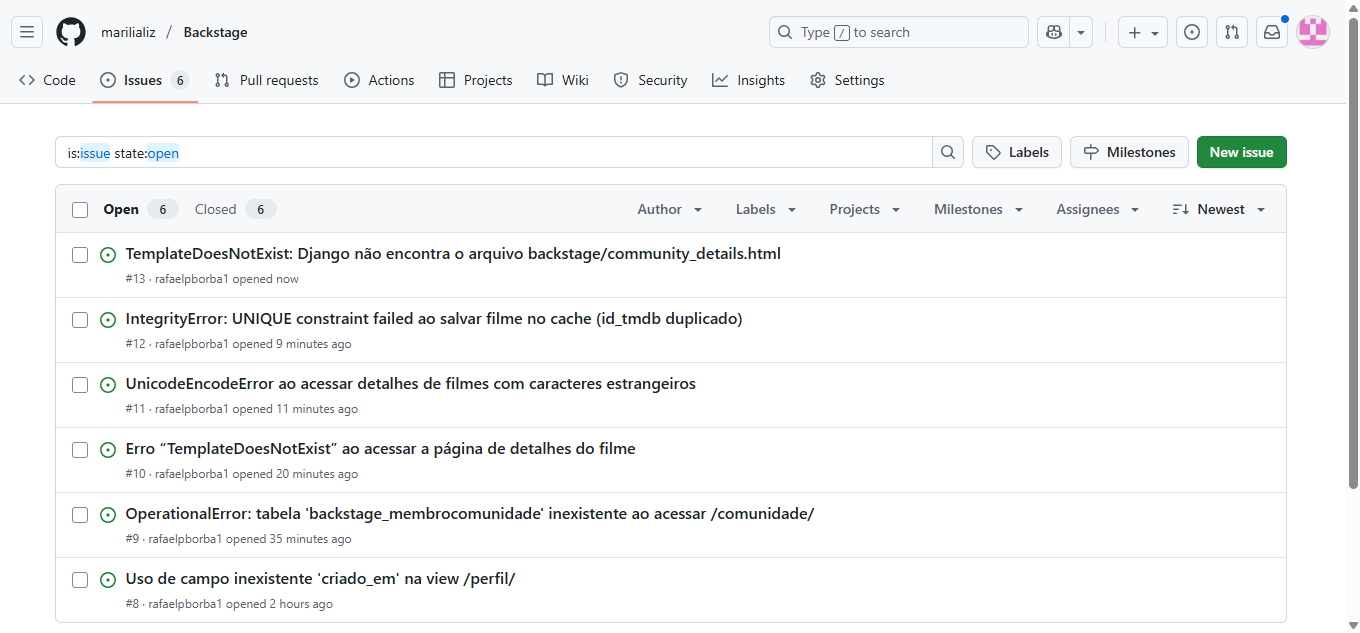 marilializ / Backstage
Type / to search
Code
Issues 6
Pull requests
Actions
Projects
Wiki
Security
Insights
Settings
is:issue state:open
Labels
Milestones
New issue
Open 6
Closed 6
Author
Labels
Projects
Milestones
Assignees
Newest
TemplateDoesNotExist: Django não encontra o arquivo backstage/community_details.html
#13 · rafaelpborba1 opened now
IntegrityError: UNIQUE constraint failed ao salvar filme no cache (id_tmdb duplicado)
#12 · rafaelpborba1 opened 9 minutes ago
UnicodeEncodeError ao acessar detalhes de filmes com caracteres estrangeiros
#11 · rafaelpborba1 opened 11 minutes ago
Erro “TemplateDoesNotExist” ao acessar a página de detalhes do filme
#10 · rafaelpborba1 opened 20 minutes ago
OperationalError: tabela 'backstage_membrocomunidade' inexistente ao acessar /comunidade/
#9 · rafaelpborba1 opened 35 minutes ago
Uso de campo inexistente 'criado_em' na view /perfil/
#8 · rafaelpborba1 opened 2 hours ago